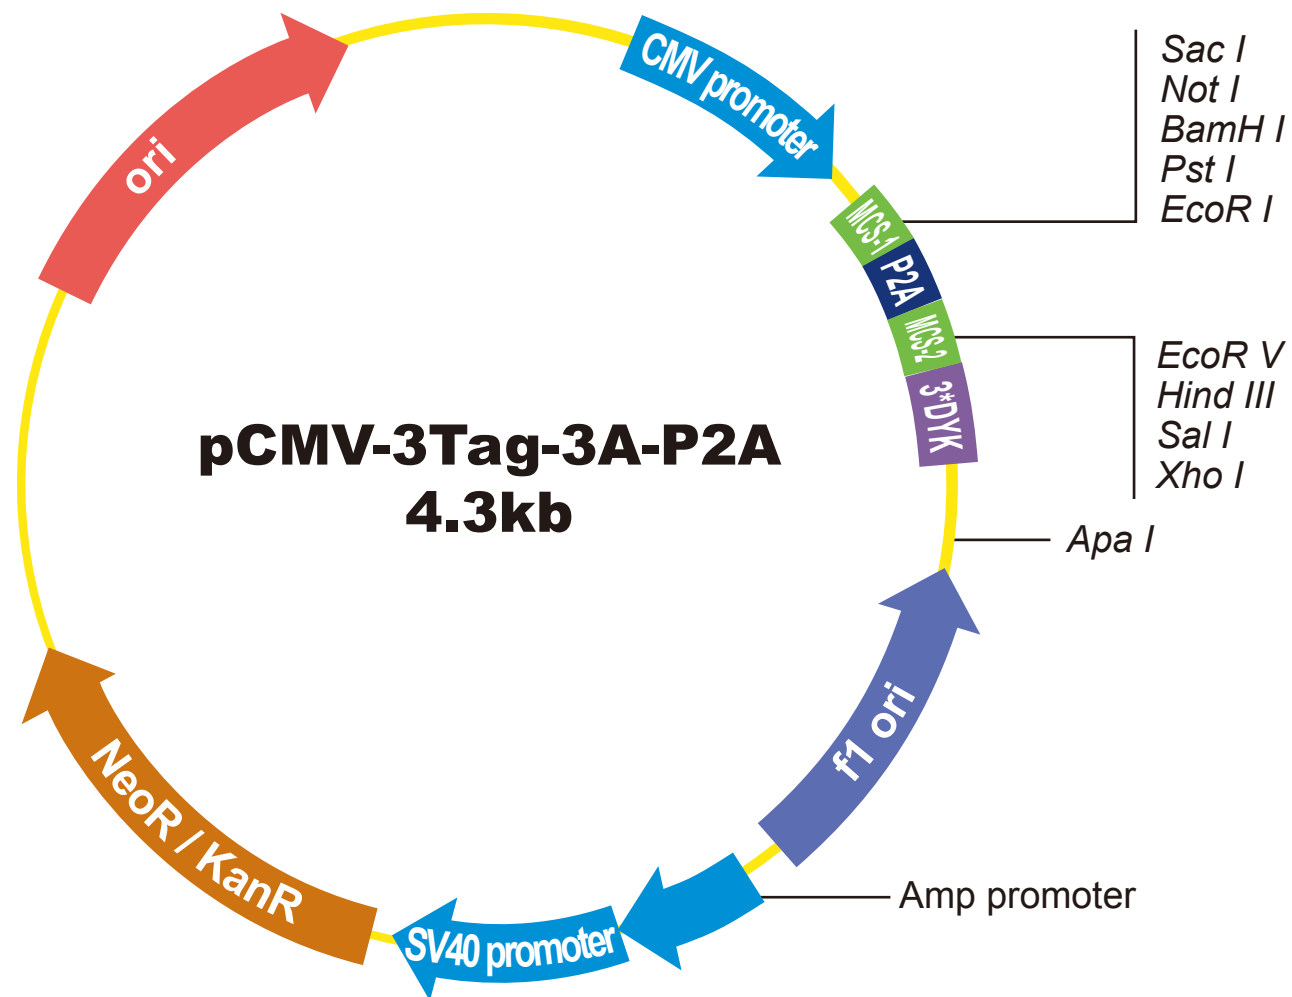 CMV promoter
ori
Sac I
Not I
BamH I
Pst I
EcoR I
MCS-1
P2A
MCS-2
3*DYK
EcoR V
Hind III
Sal I
Xho I
pCMV-3Tag-3A-P2A
4.3kb
Apa I
f1 ori
NeoR / KanR
Amp promoter
SV40 promoter